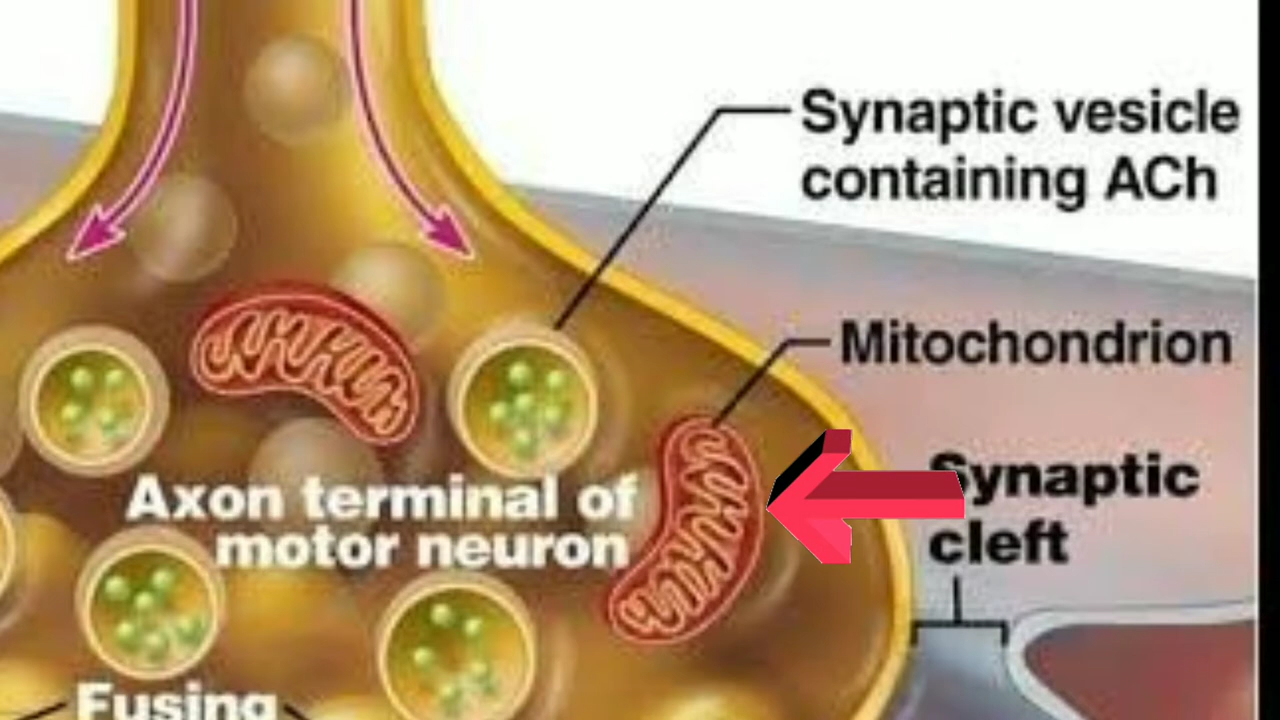 Synaptic vesicle
containing ACh
Mitochondrion
Synaptic
cleft
Axon terminal of
motor neuron
Fusing